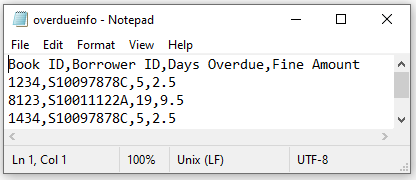 overdueinfo - Notepad
File Edit Format View Help
Book ID,Borrower ID,Days Overdue,Fine Amount
1234,S10097878C,5,2.5
8123,S10011122A,19,9.5
1434,S10097878C,5,2.5
Ln 1, Col 1 100% Unix (LF) UTF-8